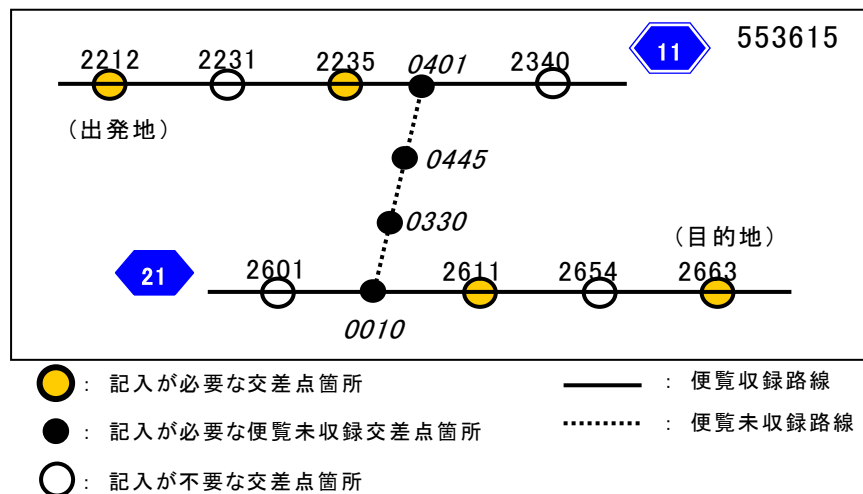 2212 2231 2235 0401 2340 11 553615
(出発地)
0445
0330
(目的地)
21 2601 2611 2654 2663
0010
: 記入が必要な交差点箇所
: 便覧収録路線
: 記入が必要な便覧未収録交差点箇所
: 便覧未収録路線
: 記入が不要な交差点箇所